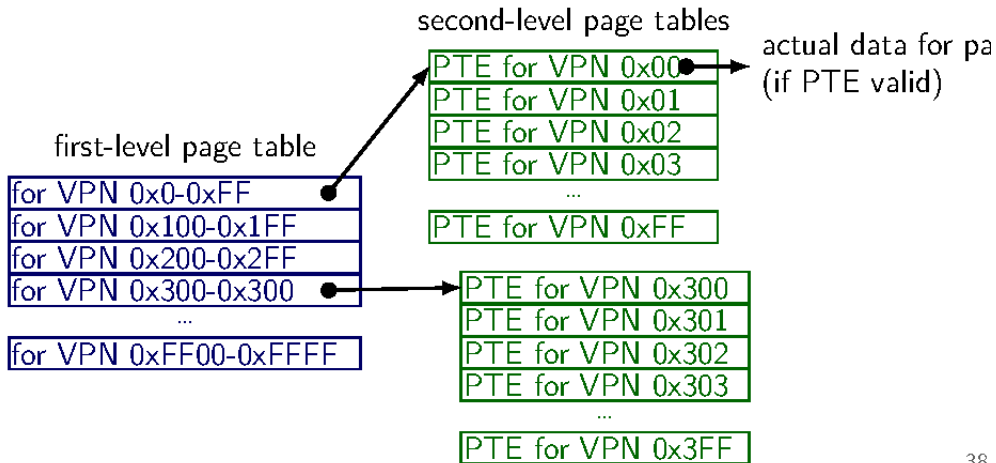 second-level page tables
PTE for VPN 0x00
PTE for VPN 0x01
PTE for VPN 0x02
PTE for VPN 0x03
...
PTE for VPN 0xFF
actual data for pa
(if PTE valid)
first-level page table
for VPN 0x0-0xFF
for VPN 0x100-0x1FF
for VPN 0x200-0x2FF
for VPN 0x300-0x300
...
for VPN 0xFF00-0xFFFF
PTE for VPN 0x300
PTE for VPN 0x301
PTE for VPN 0x302
PTE for VPN 0x303
...
PTE for VPN 0x3FF
38